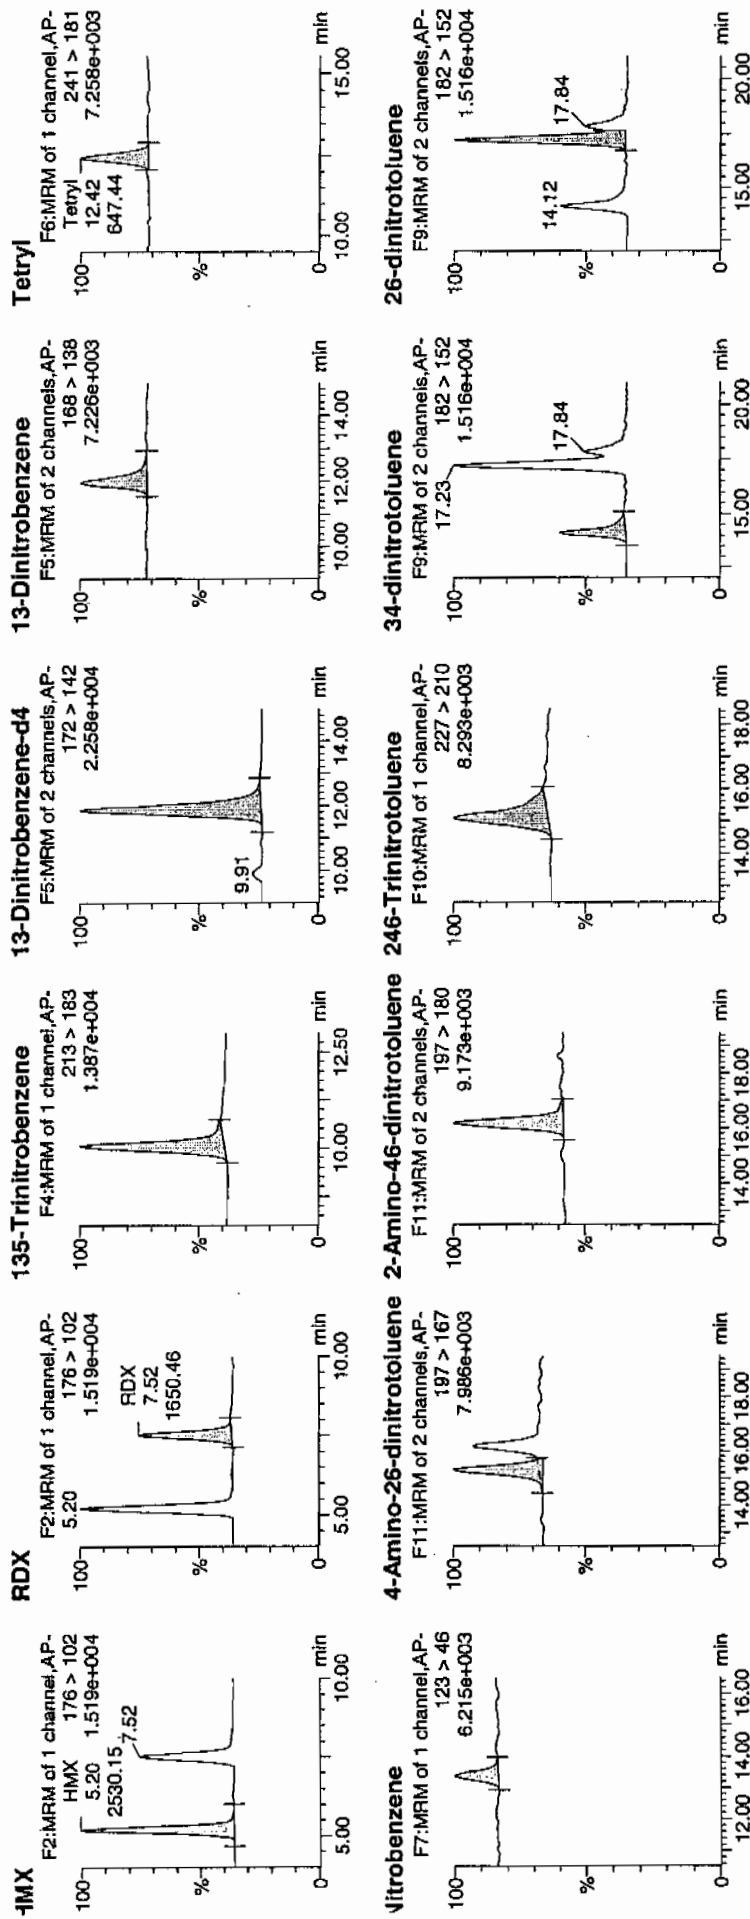 HMX
F2:MRM of 1 channel,AP-
HMX 176 > 102
5.20 1.519e+004
2530.15
7.52
100
%
0
5.00 10.00 min
RDX
F2:MRM of 1 channel,AP-
5.20 176 > 102
1.519e+004
RDX
7.52
1650.46
100
%
0
5.00 10.00 min
135-Trinitrobenzene
F4:MRM of 1 channel,AP-
213 > 183
1.387e+004
100
%
0
10.00 12.50 min
13-Dinitrobenzene-d4
F5:MRM of 2 channels,AP-
172 > 142
2.258e+004
9.91
100
%
0
10.00 12.00 14.00 min
13-Dinitrobenzene
F5:MRM of 2 channels,AP-
168 > 138
7.226e+003
100
%
0
10.00 12.00 14.00 min
Tetryl
F6:MRM of 1 channel,AP-
Tetryl 241 > 181
12.42 7.258e+003
647.44
100
%
0
10.00 15.00 min
Nitrobenzene
F7:MRM of 1 channel,AP-
123 > 46
6.215e+003
100
%
0
12.00 14.00 16.00 min
4-Amino-26-dinitrotoluene
F11:MRM of 2 channels,AP-
197 > 167
7.986e+003
100
%
0
14.00 16.00 18.00 min
2-Amino-46-dinitrotoluene
F11:MRM of 2 channels,AP-
197 > 180
9.173e+003
100
%
0
14.00 16.00 18.00 min
246-Trinitrotoluene
F10:MRM of 1 channel,AP-
227 > 210
8.293e+003
100
%
0
14.00 16.00 18.00 min
34-dinitrotoluene
F9:MRM of 2 channels,AP-
17.23 182 > 152
1.516e+004
17.84
100
%
0
15.00 20.00 min
26-dinitrotoluene
F9:MRM of 2 channels,AP-
182 > 152
1.516e+004
14.12
17.84
100
%
0
15.00 20.00 min